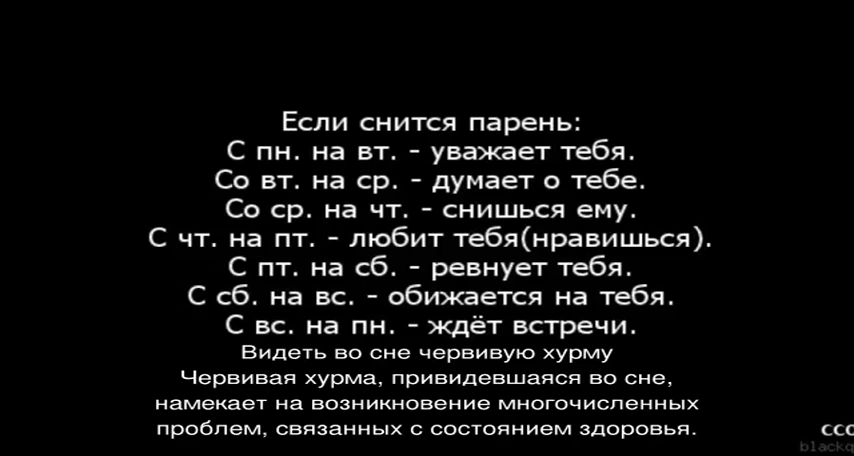 Если снится парень:
С пн. на вт. - уважает тебя.
Со вт. на ср. - думает о тебе.
Со ср. на чт. - снишься ему.
С чт. на пт. - любит тебя(нравишься).
С пт. на сб. - ревнует тебя.
С сб. на вс. - обижается на тебя.
С вс. на пн. - ждёт встречи.
Видеть во сне червивую хурму
Червивая хурма, привидевшаяся во сне,
намекает на возникновение многочисленных
проблем, связанных с состоянием здоровья.